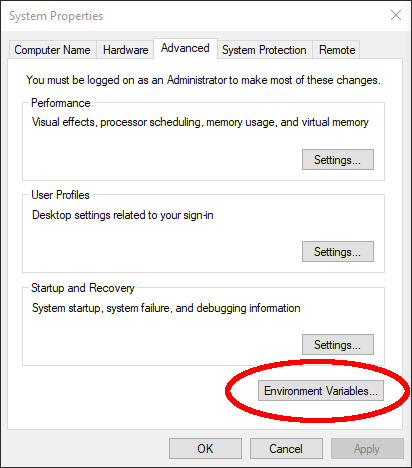 System Properties
Computer Name Hardware Advanced System Protection Remote
You must be logged on as an Administrator to make most of these changes.
Performance
Visual effects, processor scheduling, memory usage, and virtual memory
Settings...
User Profiles
Desktop settings related to your sign-in
Settings...
Startup and Recovery
System startup, system failure, and debugging information
Settings...
Environment Variables...
OK Cancel Apply